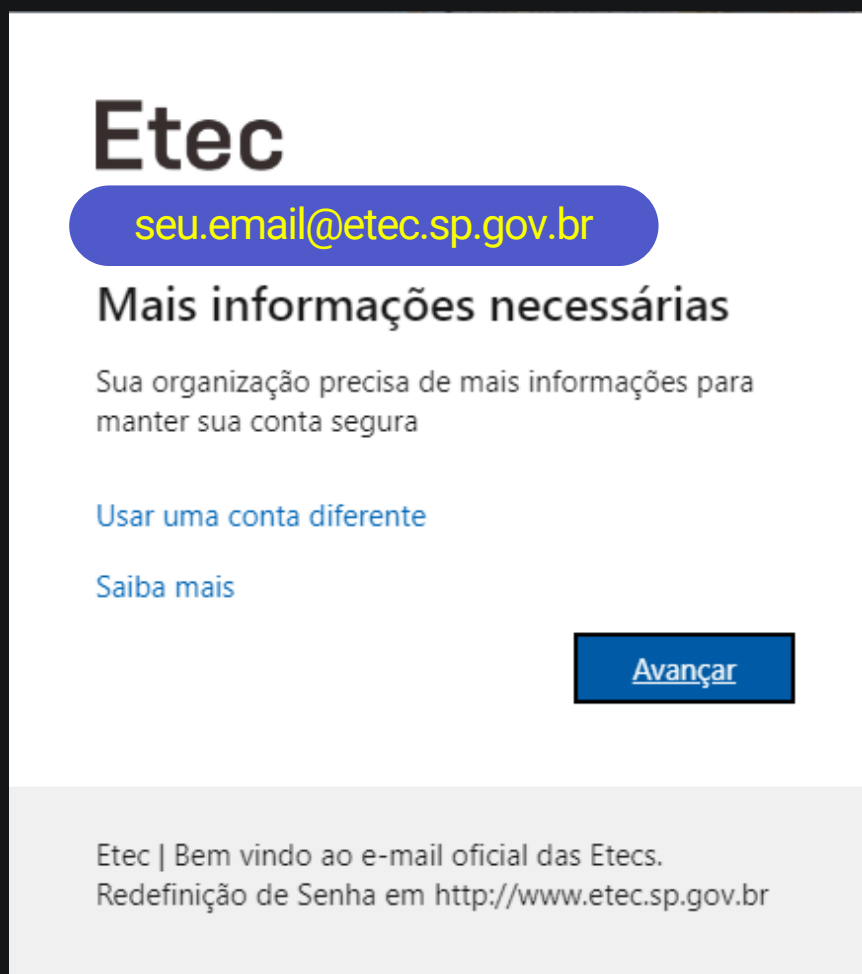 Etec
seu.email@etec.sp.gov.br
Mais informações necessárias
Sua organização precisa de mais informações para
manter sua conta segura
Usar uma conta diferente
Saiba mais
Avançar
Etec | Bem vindo ao e-mail oficial das Etecs.
Redefinição de Senha em http://www.etec.sp.gov.br